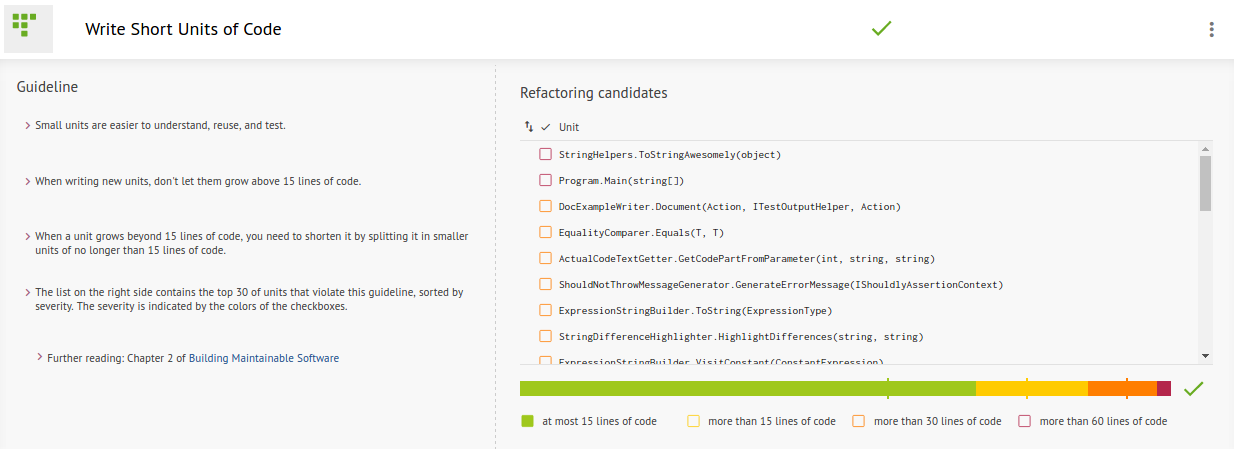 Write Short Units of Code
Guideline
Small units are easier to understand, reuse, and test.
When writing new units, don't let them grow above 15 lines of code.
When a unit grows beyond 15 lines of code, you need to shorten it by splitting it in smaller
units of no longer than 15 lines of code.
The list on the right side contains the top 30 of units that violate this guideline, sorted by
severity. The severity is indicated by the colors of the checkboxes.
Further reading: Chapter 2 of Building Maintainable Software
Refactoring candidates
Unit
StringHelpers.ToStringAwesomely(object)
Program.Main(string[])
DocExampleWriter.Document(Action, ITestOutputHelper, Action)
EqualityComparer.Equals(T, T)
ActualCodeTextGetter.GetCodePartFromParameter(int, string, string)
ShouldNotThrowMessageGenerator.GenerateErrorMessage(IShouldlyAssertionContext)
ExpressionStringBuilder.ToString(ExpressionType)
StringDifferenceHighlighter.HighlightDifferences(string, string)
ExpressionStringBuilder.VisitConstant(ConstantExpression)
at most 15 lines of code
more than 15 lines of code
more than 30 lines of code
more than 60 lines of code